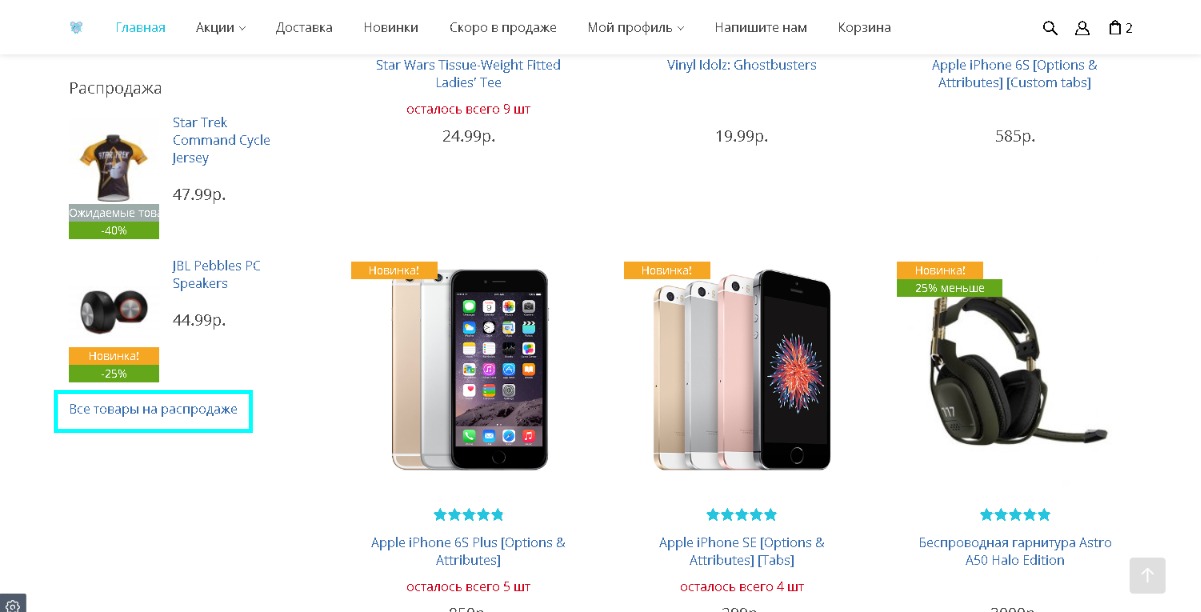 Главная Акции Доставка Новинки Скоро в продаже Мой профиль Напишите нам Корзина 2
Распродажа
STAR TREK
Star Trek
Command Cycle
Jersey
47.99р.
Ожидаемые това
-40%
JBL Pebbles PC
Speakers
44.99р.
Новинка!
-25%
Все товары на распродаже
Star Wars Tissue-Weight Fitted
Ladies’ Tee
осталось всего 9 шт
24.99р.
Vinyl Idolz: Ghostbusters
19.99р.
Apple iPhone 6S [Options &
Attributes] [Custom tabs]
585р.
Новинка!
Apple iPhone 6S Plus [Options &
Attributes]
осталось всего 5 шт
Новинка!
Apple iPhone SE [Options &
Attributes] [Tabs]
осталось всего 4 шт
Новинка!
25% меньше
117
Беспроводная гарнитура Astro
A50 Halo Edition